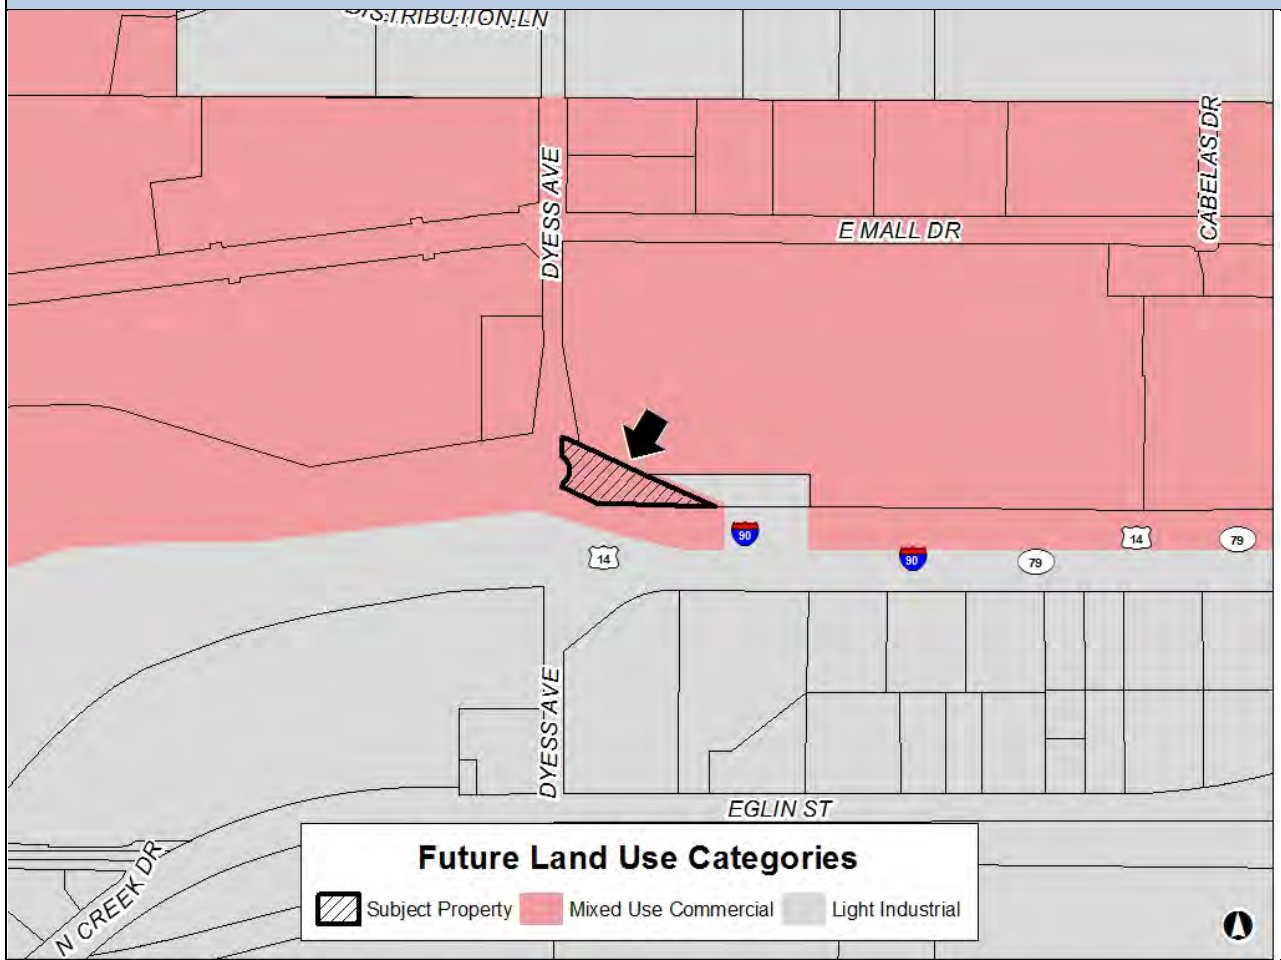 DISTRIBUTION LN
CABELAS DR
DYESS AVE
E MALL DR
90
14
14
79
90
79
DYESS AVE
EGLIN ST
N CREEK DR
Future Land Use Categories
Subject Property
Mixed Use Commercial
Light Industrial